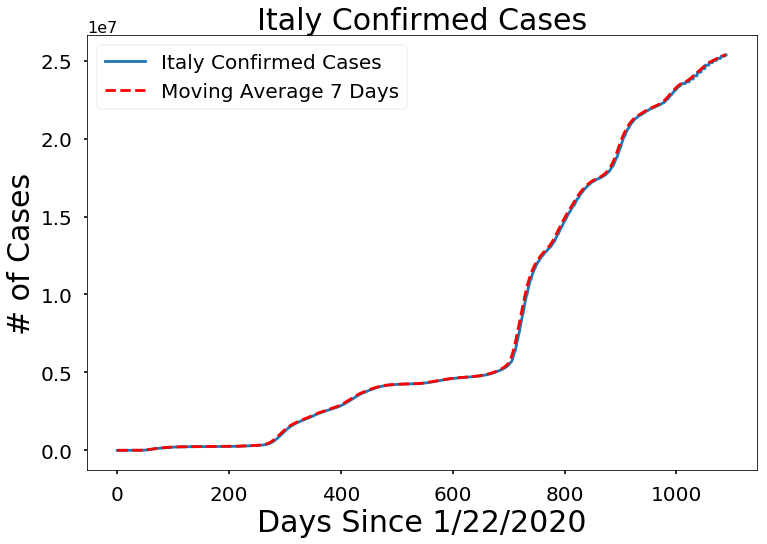 Italy Confirmed Cases
1e7
Italy Confirmed Cases
Moving Average 7 Days
2.5
2.0
1.5
1.0
0.5
0.0
# of Cases
0 200 400 600 800 1000
Days Since 1/22/2020